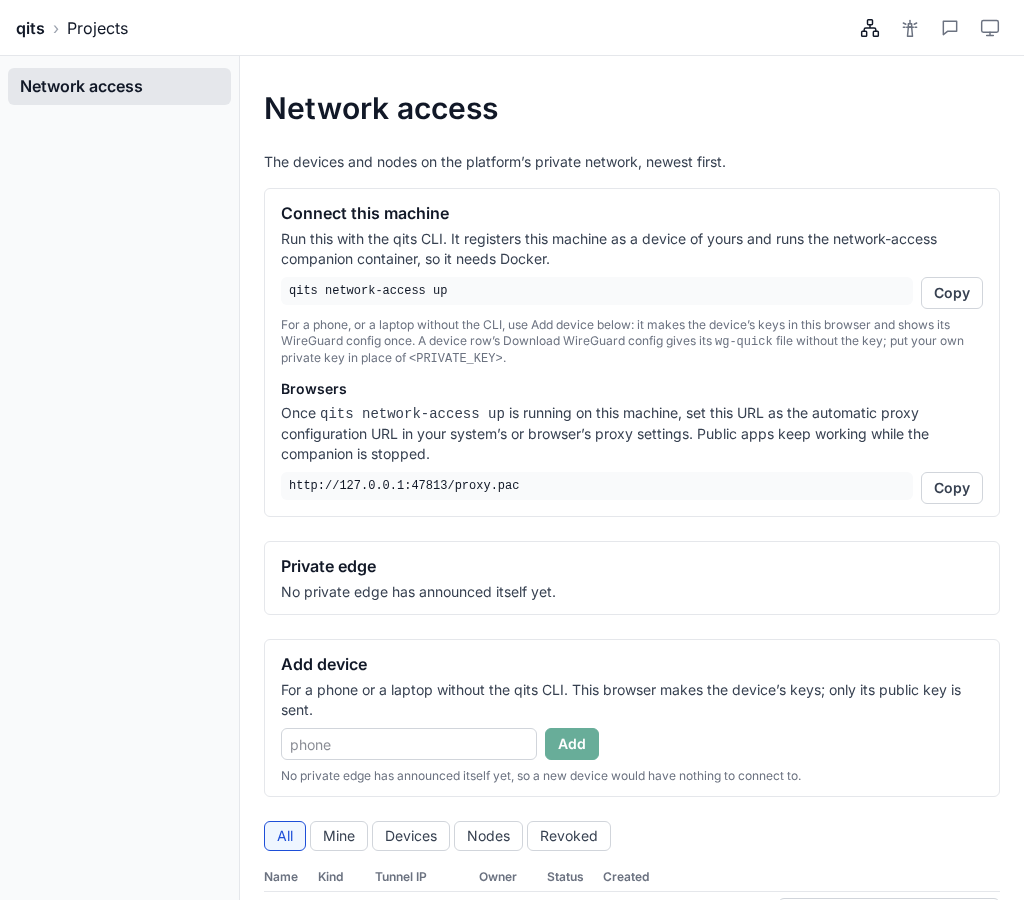 qits › Projects
Network access
Network access
The devices and nodes on the platform’s private network, newest first.
Connect this machine
Run this with the qits CLI. It registers this machine as a device of yours and runs the network-access
companion container, so it needs Docker.
qits network-access up
Copy
For a phone, or a laptop without the CLI, use Add device below: it makes the device’s keys in this browser and shows its
WireGuard config once. A device row’s Download WireGuard config gives its wg-quick file without the key; put your own
private key in place of <PRIVATE_KEY>.
Browsers
Once qits network-access up is running on this machine, set this URL as the automatic proxy
configuration URL in your system’s or browser’s proxy settings. Public apps keep working while the
companion is stopped.
http://127.0.0.1:47813/proxy.pac
Copy
Private edge
No private edge has announced itself yet.
Add device
For a phone or a laptop without the qits CLI. This browser makes the device’s keys; only its public key is
sent.
phone
Add
No private edge has announced itself yet, so a new device would have nothing to connect to.
All Mine Devices Nodes Revoked
Name Kind Tunnel IP Owner Status Created